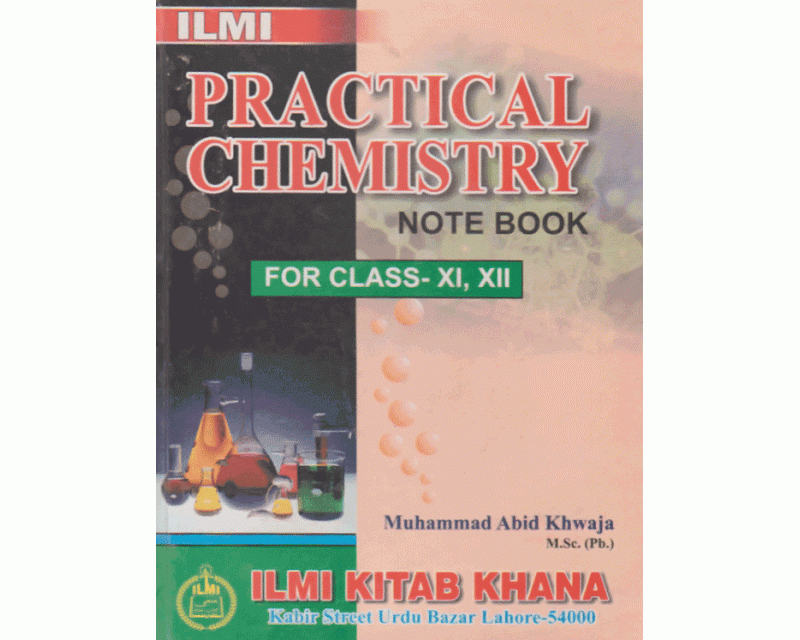 ILMI
PRACTICAL
CHEMISTRY
NOTE BOOK
FOR CLASS- XI, XII
Muhammad Abid Khwaja
M.Sc. (Pb.)
ILMI
ILMI KITAB KHANA
Kabir Street Urdu Bazar Lahore-54000